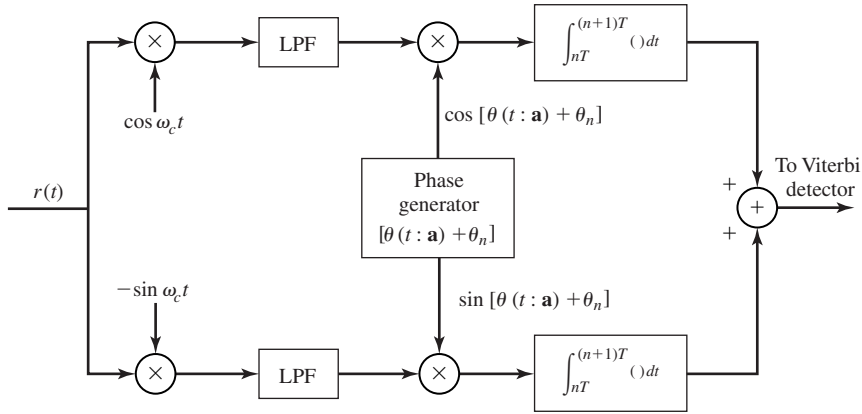 × LPF × ∫_{nT}^{(n+1)T} ( ) dt
cos ω_c t
cos [θ (t : **a**) + θ_n]
To Viterbi
detector
r(t)
Phase
generator
[θ (t : **a**) + θ_n]
+
+
+
−sin ω_c t
sin [θ (t : **a**) + θ_n]
× LPF × ∫_{nT}^{(n+1)T} ( ) dt